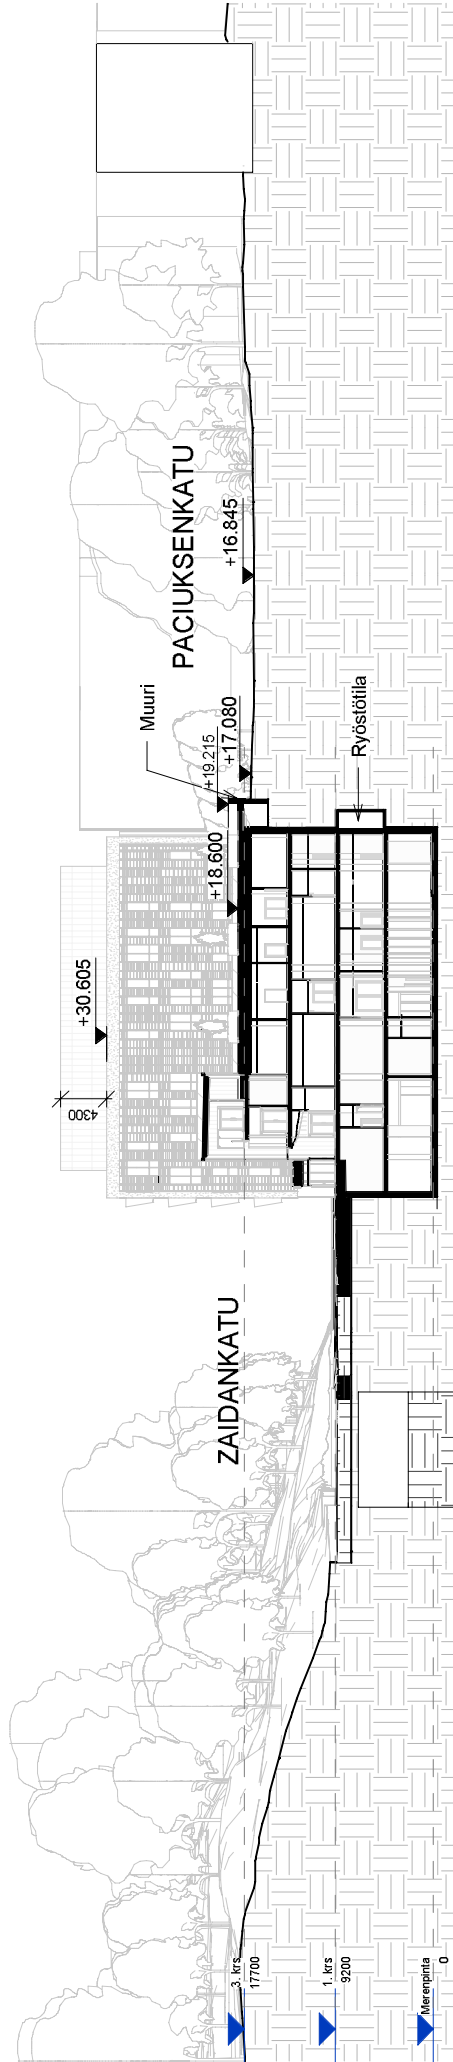 3. krs
17700
1. krs
9200
Merenpinta
0
ZAIDANKATU
4300
+30.605
+18.600
+19.215
+17.080
Muuri
Ryöstötila
PACIUKSENKATU
+16.845